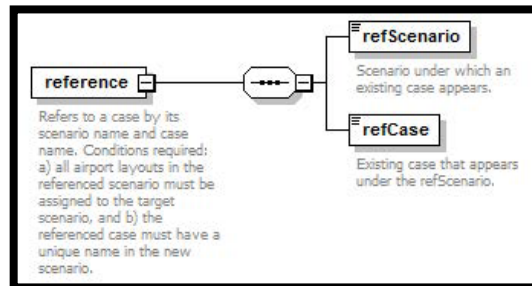 reference
Refers to a case by its
scenario name and case
name. Conditions required:
a) all airport layouts in the
referenced scenario must be
assigned to the target
scenario, and b) the
referenced case must have a
unique name in the new
scenario.
refScenario
Scenario under which an
existing case appears.
refCase
Existing case that appears
under the refScenario.